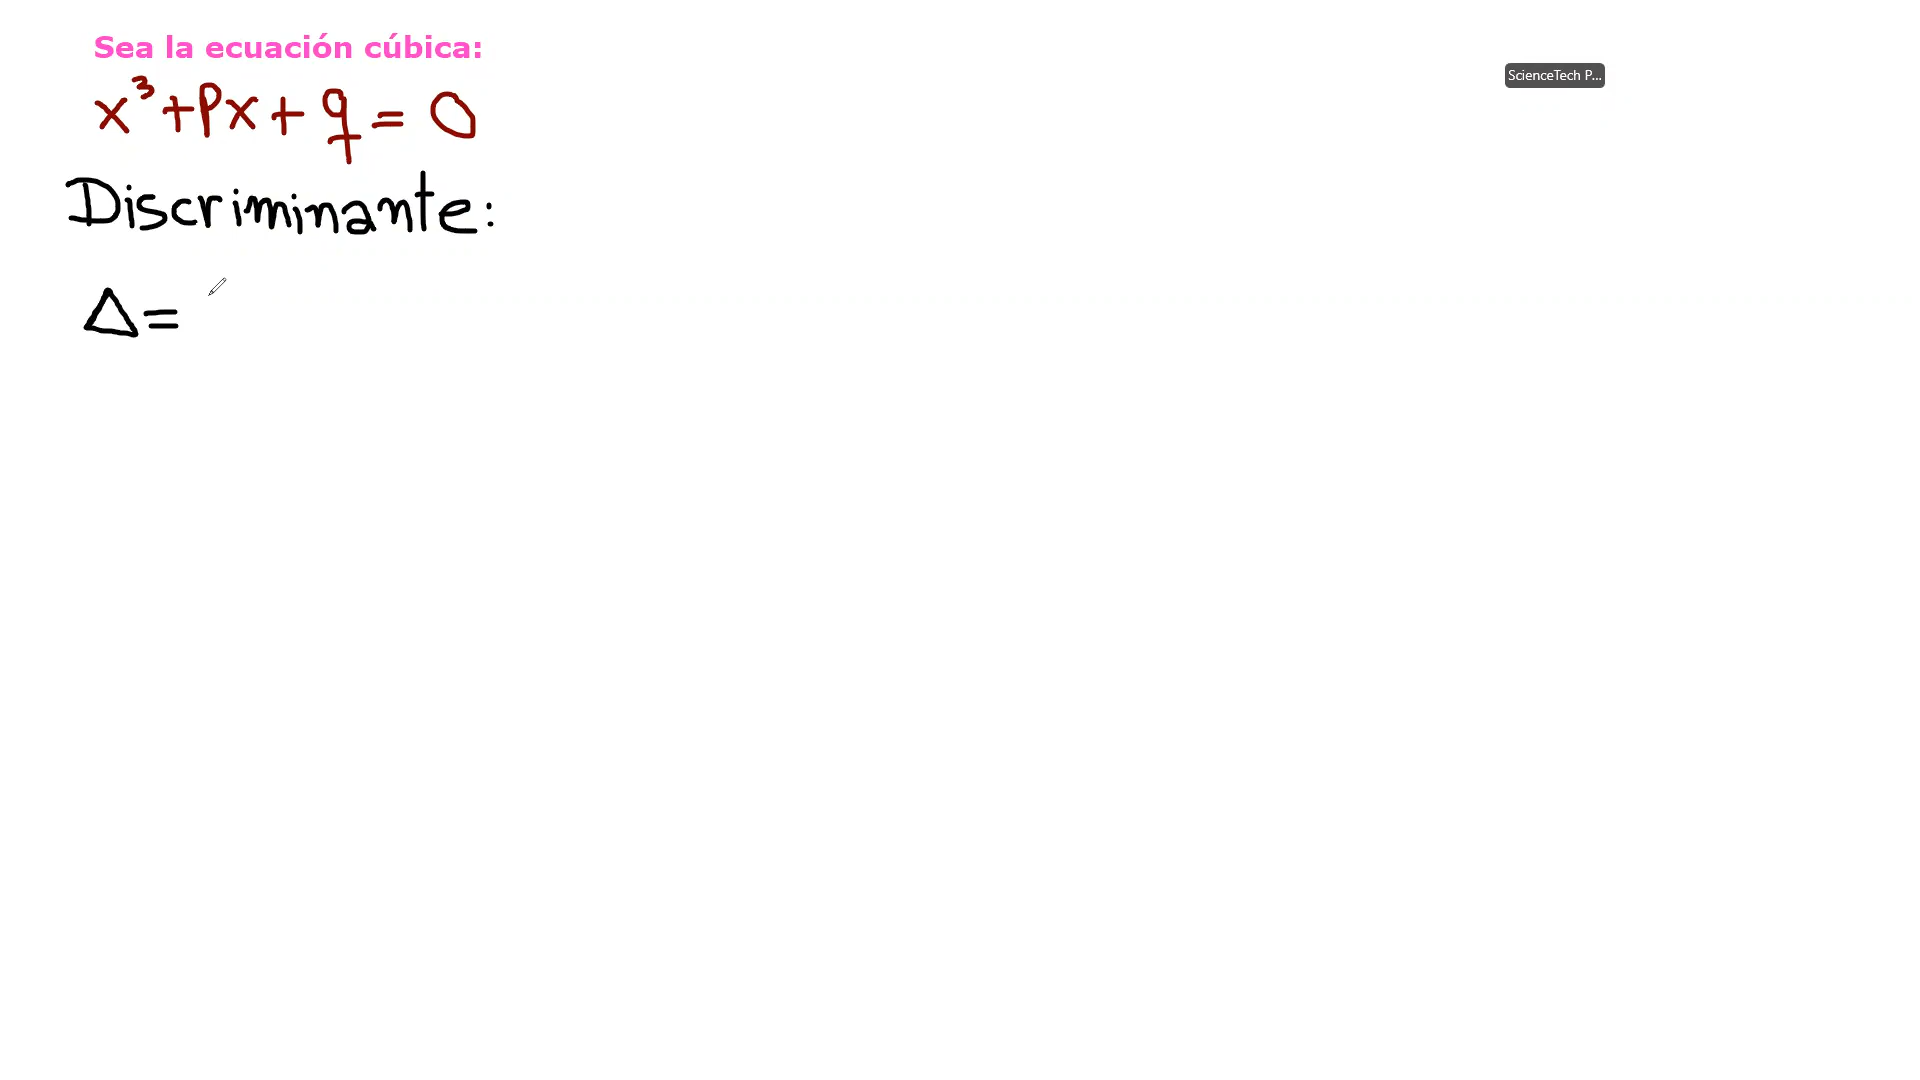 Sea la ecuación cúbica:
x³+px+q=0
ScienceTech P...
Discriminante:
Δ=